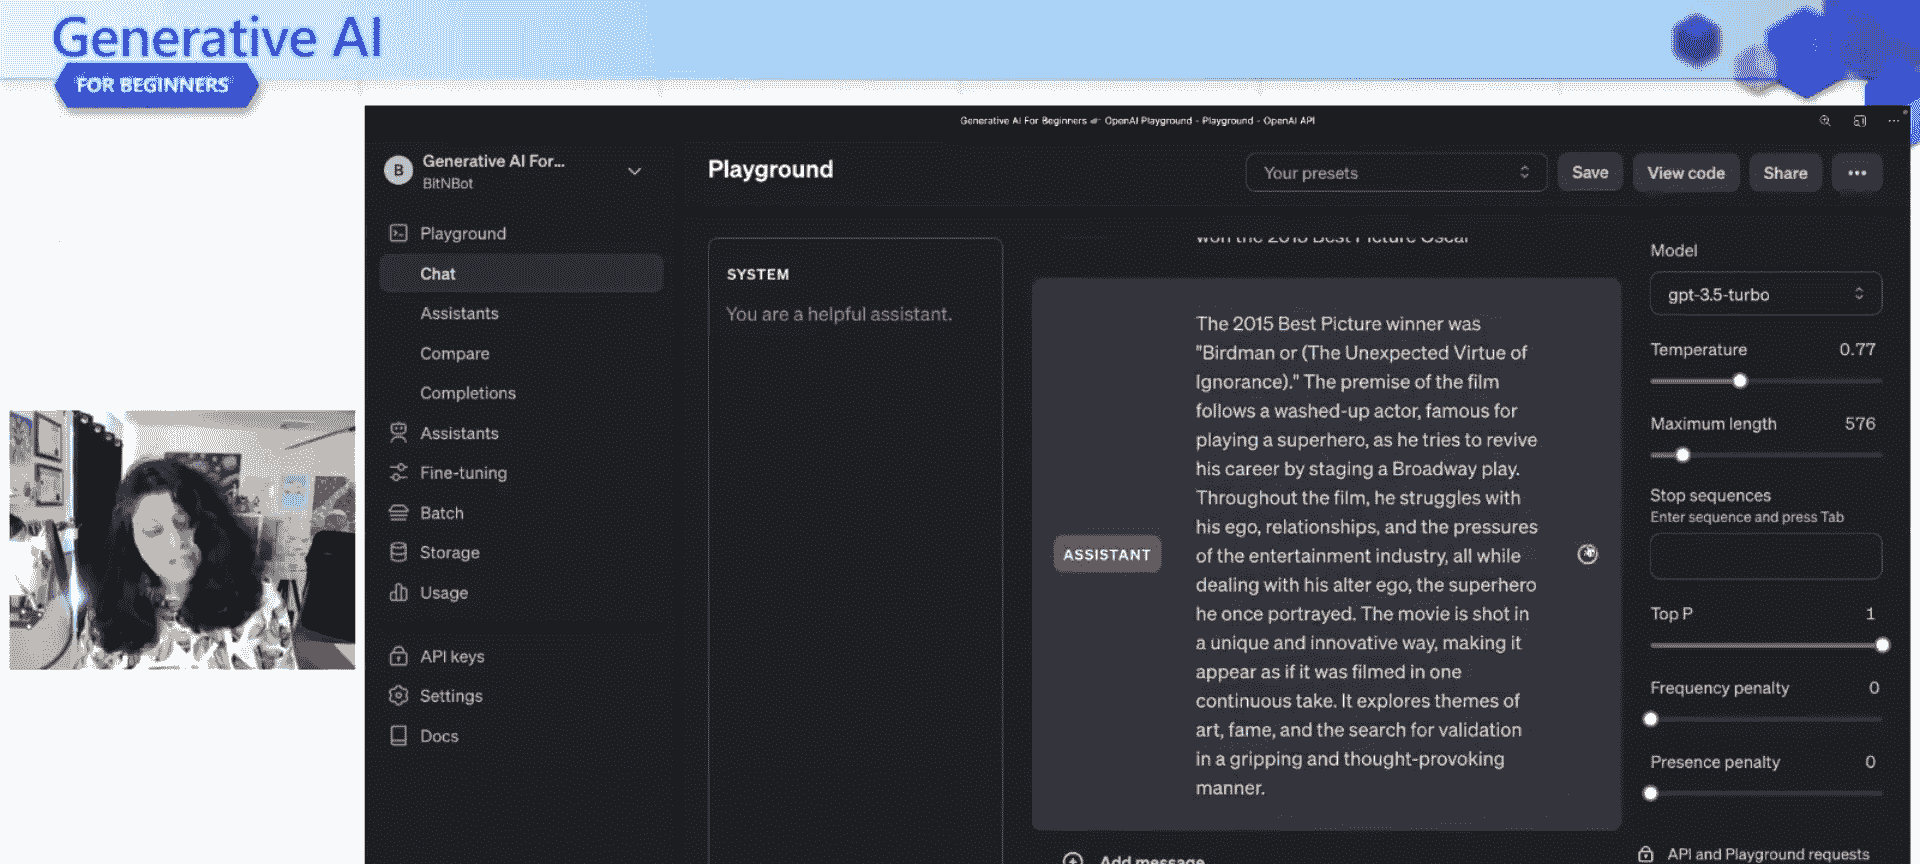 Generative AI
FOR BEGINNERS
Generative AI For Beginners
OpenAI Playground - Playground - OpenAI API
B
Generative AI For...
BitNBot
Playground
Chat
Assistants
Compare
Completions
Assistants
Fine-tuning
Batch
Storage
Usage
API keys
Settings
Docs
Playground
Your presets
Save
View code
Share
SYSTEM
You are a helpful assistant.
won the 2015 Best Picture Oscar
ASSISTANT
The 2015 Best Picture winner was
"Birdman or (The Unexpected Virtue of
Ignorance)." The premise of the film
follows a washed-up actor, famous for
playing a superhero, as he tries to revive
his career by staging a Broadway play.
Throughout the film, he struggles with
his ego, relationships, and the pressures
of the entertainment industry, all while
dealing with his alter ego, the superhero
he once portrayed. The movie is shot in
a unique and innovative way, making it
appear as if it was filmed in one
continuous take. It explores themes of
art, fame, and the search for validation
in a gripping and thought-provoking
manner.
Add message
Model
gpt-3.5-turbo
Temperature 0.77
Maximum length 576
Stop sequences
Enter sequence and press Tab
Top P 1
Frequency penalty 0
Presence penalty 0
API and Playground requests